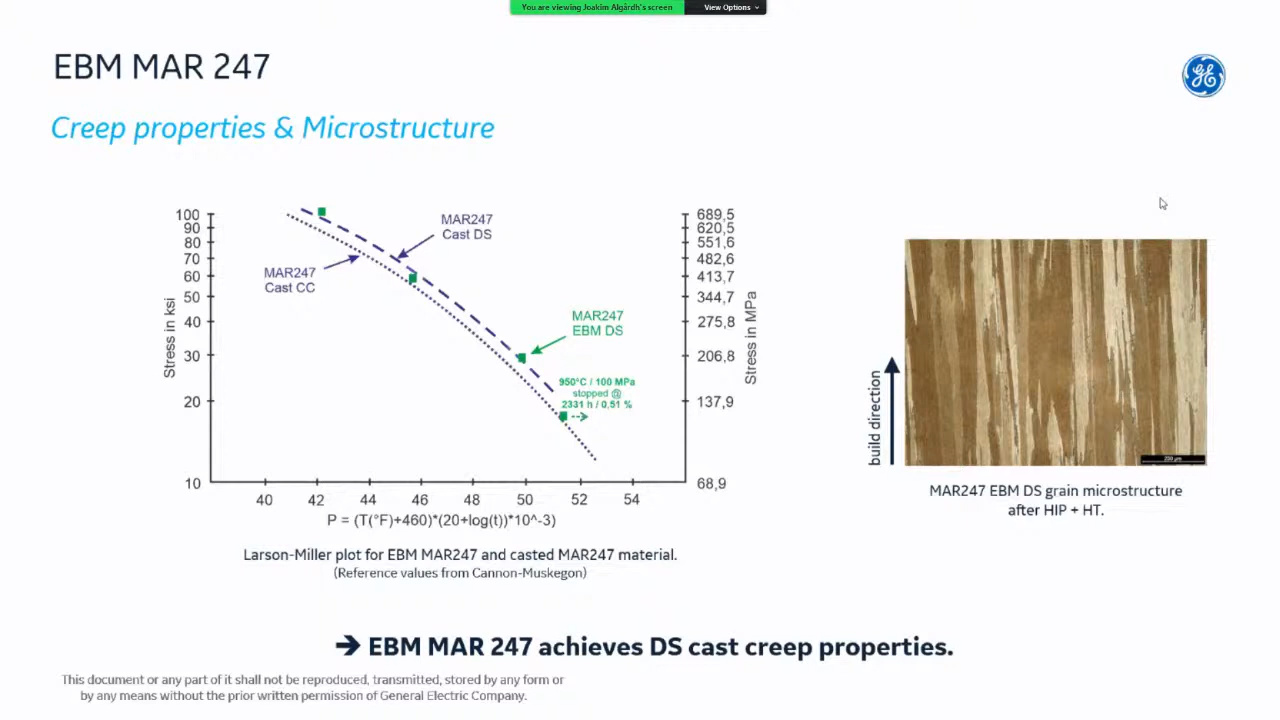 You are viewing Joakim Algårdh's screen
View Options
EBM MAR 247
Creep properties & Microstructure
Stress in ksi
100
90
80
70
60
50
40
30
20
10
MAR247
Cast DS
MAR247
Cast CC
MAR247
EBM DS
950°C / 100 MPa
stopped @
2331 h / 0,51 %
689,5
620,5
551,6
482,6
413,7
344,7
275,8
206,8
137,9
68,9
Stress in MPa
40 42 44 46 48 50 52 54
P = (T(°F)+460)*(20+log(t))*10^-3)
Larson-Miller plot for EBM MAR247 and casted MAR247 material.
(Reference values from Cannon-Muskegon)
build direction
200 µm
MAR247 EBM DS grain microstructure
after HIP + HT.
➔ EBM MAR 247 achieves DS cast creep properties.
This document or any part of it shall not be reproduced, transmitted, stored by any form or
by any means without the prior written permission of General Electric Company.